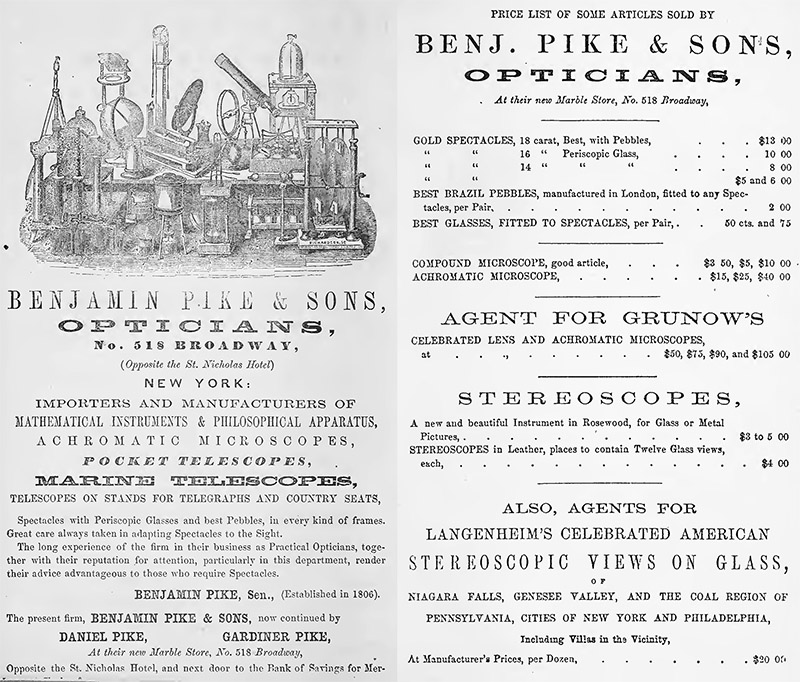 RICHARDSON, SC
BENJAMIN PIKE & SONS,
OPTICIANS,
No. 518 BROADWAY,
(Opposite the St. Nicholas Hotel)
NEW YORK:
IMPORTERS AND MANUFACTURERS OF
MATHEMATICAL INSTRUMENTS & PHILOSOPHICAL APPARATUS,
ACHROMATIC MICROSCOPES,
POCKET TELESCOPES,
MARINE TELESCOPES,
TELESCOPES ON STANDS FOR TELEGRAPHS AND COUNTRY SEATS,
Spectacles with Periscopic Glasses and best Pebbles, in every kind of frames.
Great care always taken in adapting Spectacles to the Sight.
The long experience of the firm in their business as Practical Opticians, toge-
ther with their reputation for attention, particularly in this department, render
their advice advantageous to those who require Spectacles.
BENJAMIN PIKE, Sen., (Established in 1806).
The present firm, BENJAMIN PIKE & SONS, now continued by
DANIEL PIKE, GARDINER PIKE,
At their new Marble Store, No. 518 Broadway,
Opposite the St. Nicholas Hotel, and next door to the Bank of Savings for Mer-
PRICE LIST OF SOME ARTICLES SOLD BY
BENJ. PIKE & SONS,
OPTICIANS,
At their new Marble Store, No. 518 Broadway,
GOLD SPECTACLES, 18 carat, Best, with Pebbles, . . . $13 00
“ “ 16 “ Periscopic Glass, . . . . 10 00
“ “ 14 “ “ “ . . . . 8 00
“ “ $5 and 6 00
BEST BRAZIL PEBBLES, manufactured in London, fitted to any Spec-
tacles, per Pair, . . . . . . . . . . . . 2 00
BEST GLASSES, FITTED TO SPECTACLES, per Pair, . . 50 cts. and 75
COMPOUND MICROSCOPE, good article, . . . $3 50, $5, $10 00
ACHROMATIC MICROSCOPE, . . . . . . $15, $25, $40 00
AGENT FOR GRUNOW'S
CELEBRATED LENS AND ACHROMATIC MICROSCOPES,
at . . ., . . . . . . $50, $75, $90, and $105 00
STEREOSCOPES,
A new and beautiful Instrument in Rosewood, for Glass or Metal
Pictures, . . . . . . . . . . . . $3 to 5 00
STEREOSCOPES in Leather, places to contain Twelve Glass views,
each, . . . . . . . . . . . . . $4 00
ALSO, AGENTS FOR
LANGENHEIM'S CELEBRATED AMERICAN
STEREOSCOPIC VIEWS ON GLASS,
OF
NIAGARA FALLS, GENESEE VALLEY, AND THE COAL REGION OF
PENNSYLVANIA, CITIES OF NEW YORK AND PHILADELPHIA,
Including Villas in the Vicinity,
At Manufacturer's Prices, per Dozen, . . . . . . $20 00